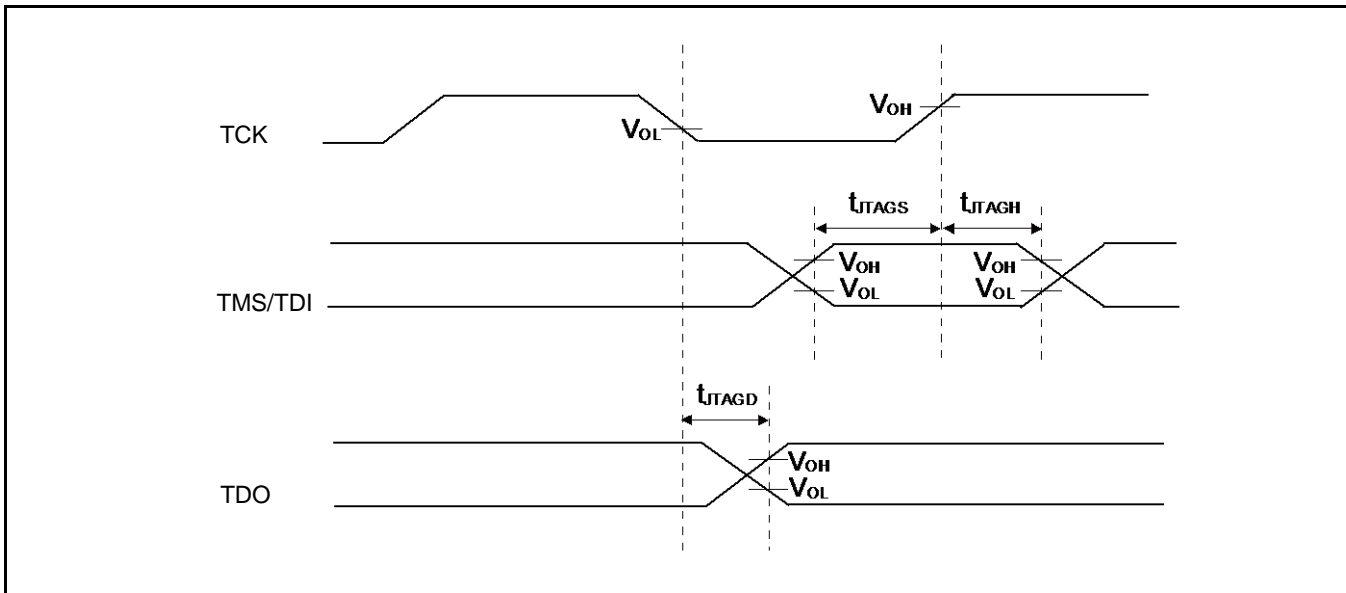 TCK
VOL
VOH
tJTAGS
tJTAGH
TMS/TDI
VOH
VOL
VOH
VOL
tJTAGD
TDO
VOH
VOL